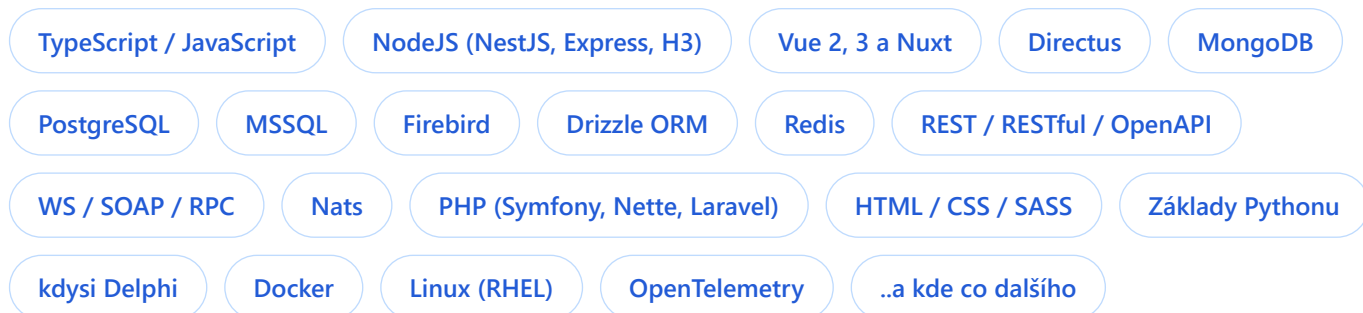 TypeScript / JavaScript NodeJS (NestJS, Express, H3) Vue 2, 3 a Nuxt Directus MongoDB
PostgreSQL MSSQL Firebird Drizzle ORM Redis REST / RESTful / OpenAPI
WS / SOAP / RPC Nats PHP (Symfony, Nette, Laravel) HTML / CSS / SASS Základy Pythonu
kdysi Delphi Docker Linux (RHEL) OpenTelemetry ..a kde co dalšího